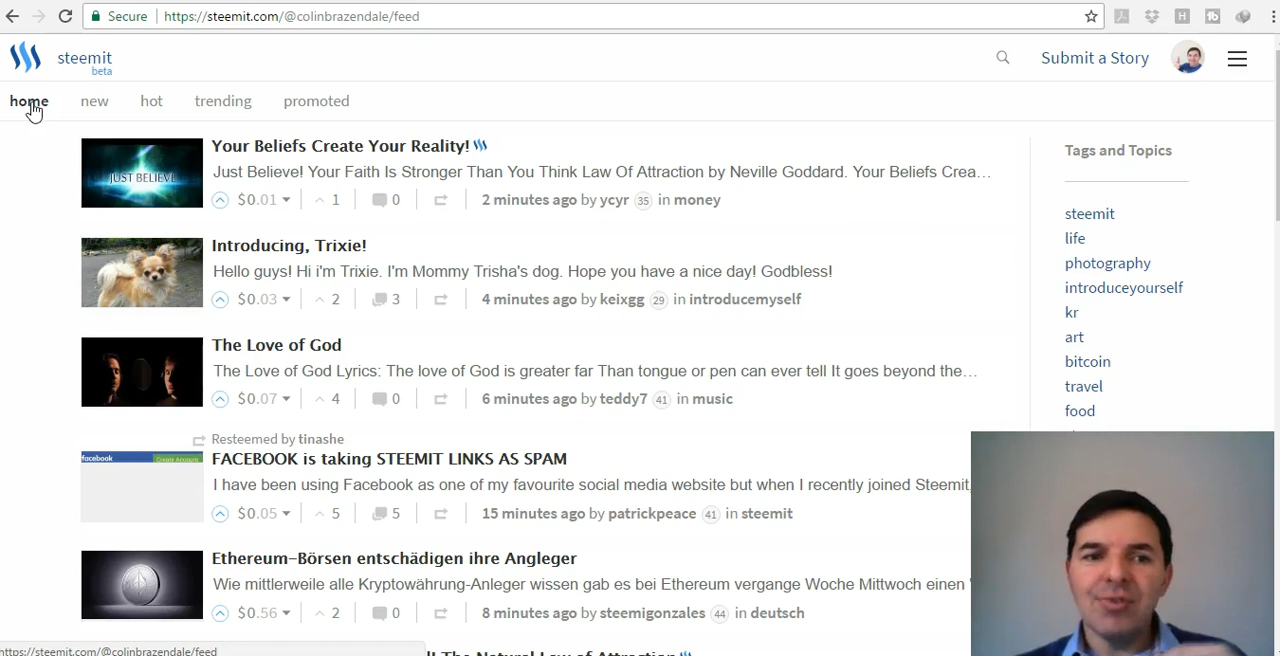 Secure https://steemit.com/@colinbrazendale/feed
steemit
beta
Submit a Story
home new hot trending promoted
Your Beliefs Create Your Reality!
Just Believe! Your Faith Is Stronger Than You Think Law Of Attraction by Neville Goddard. Your Beliefs Crea…
$0.01 1 0 2 minutes ago by ycyr 35 in money
JUST BELIEVE
Introducing, Trixie!
Hello guys! Hi i'm Trixie. I'm Mommy Trisha's dog. Hope you have a nice day! Godbless!
$0.03 2 3 4 minutes ago by keixgg 29 in introducemyself
The Love of God
The Love of God Lyrics: The love of God is greater far Than tongue or pen can ever tell It goes beyond the…
$0.07 4 0 6 minutes ago by teddy7 41 in music
Resteemed by tinashe
FACEBOOK is taking STEEMIT LINKS AS SPAM
facebook Create Account
I have been using Facebook as one of my favourite social media website but when I recently joined Steemit,
$0.05 5 5 15 minutes ago by patrickpeace 41 in steemit
Ethereum-Börsen entschädigen ihre Angleger
Wie mittlerweile alle Kryptowährung-Anleger wissen gab es bei Ethereum vergange Woche Mittwoch einen
$0.56 2 0 8 minutes ago by steemigonzales 44 in deutsch
The Natural Law of Attraction
Tags and Topics
steemit
life
photography
introduceyourself
kr
art
bitcoin
travel
food
https://steemit.com/@colinbrazendale/feed